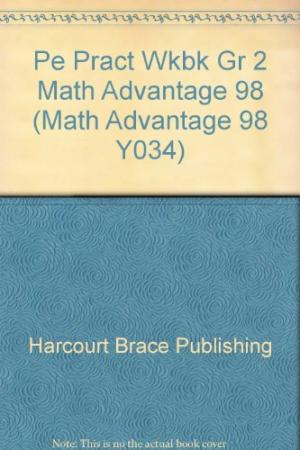 Pe Pract Wkbk Gr 2
Math Advantage 98
(Math Advantage 98
Y034)
Harcourt Brace Publishing
Note: This is no the actual book cover